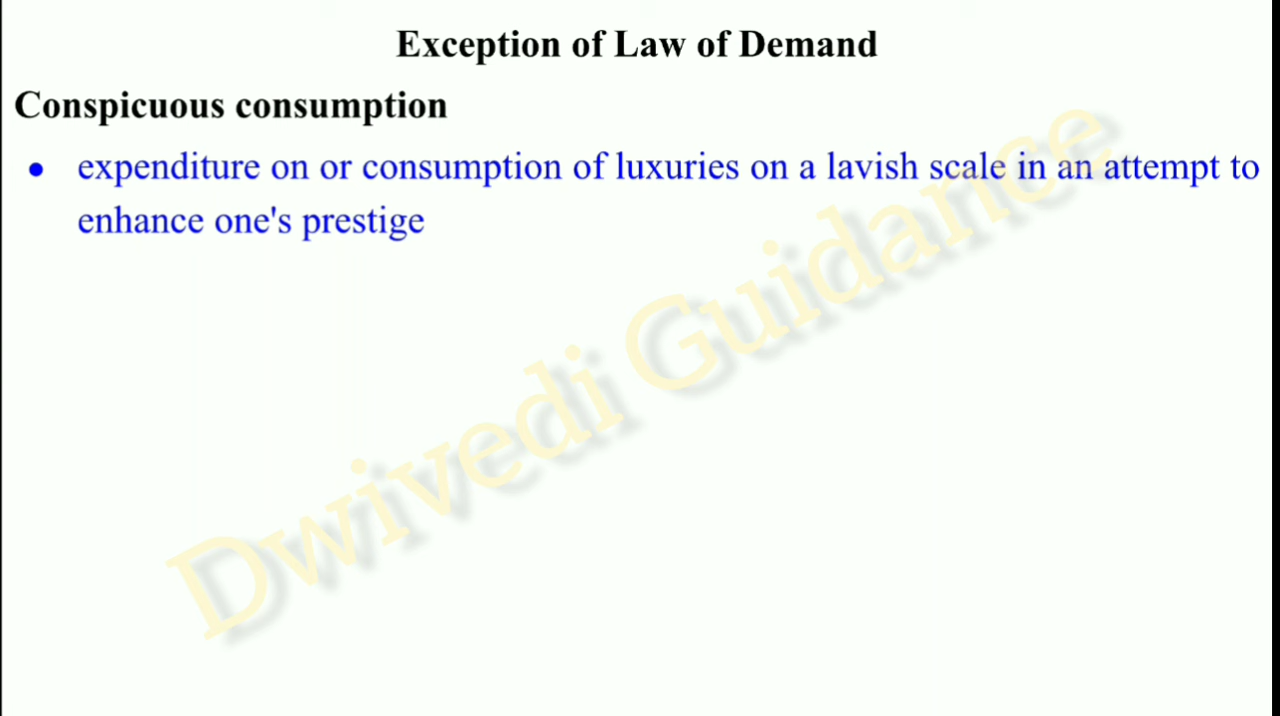 Exception of Law of Demand
Conspicuous consumption
• expenditure on or consumption of luxuries on a lavish scale in an attempt to
enhance one's prestige
Dwivedi Guidance